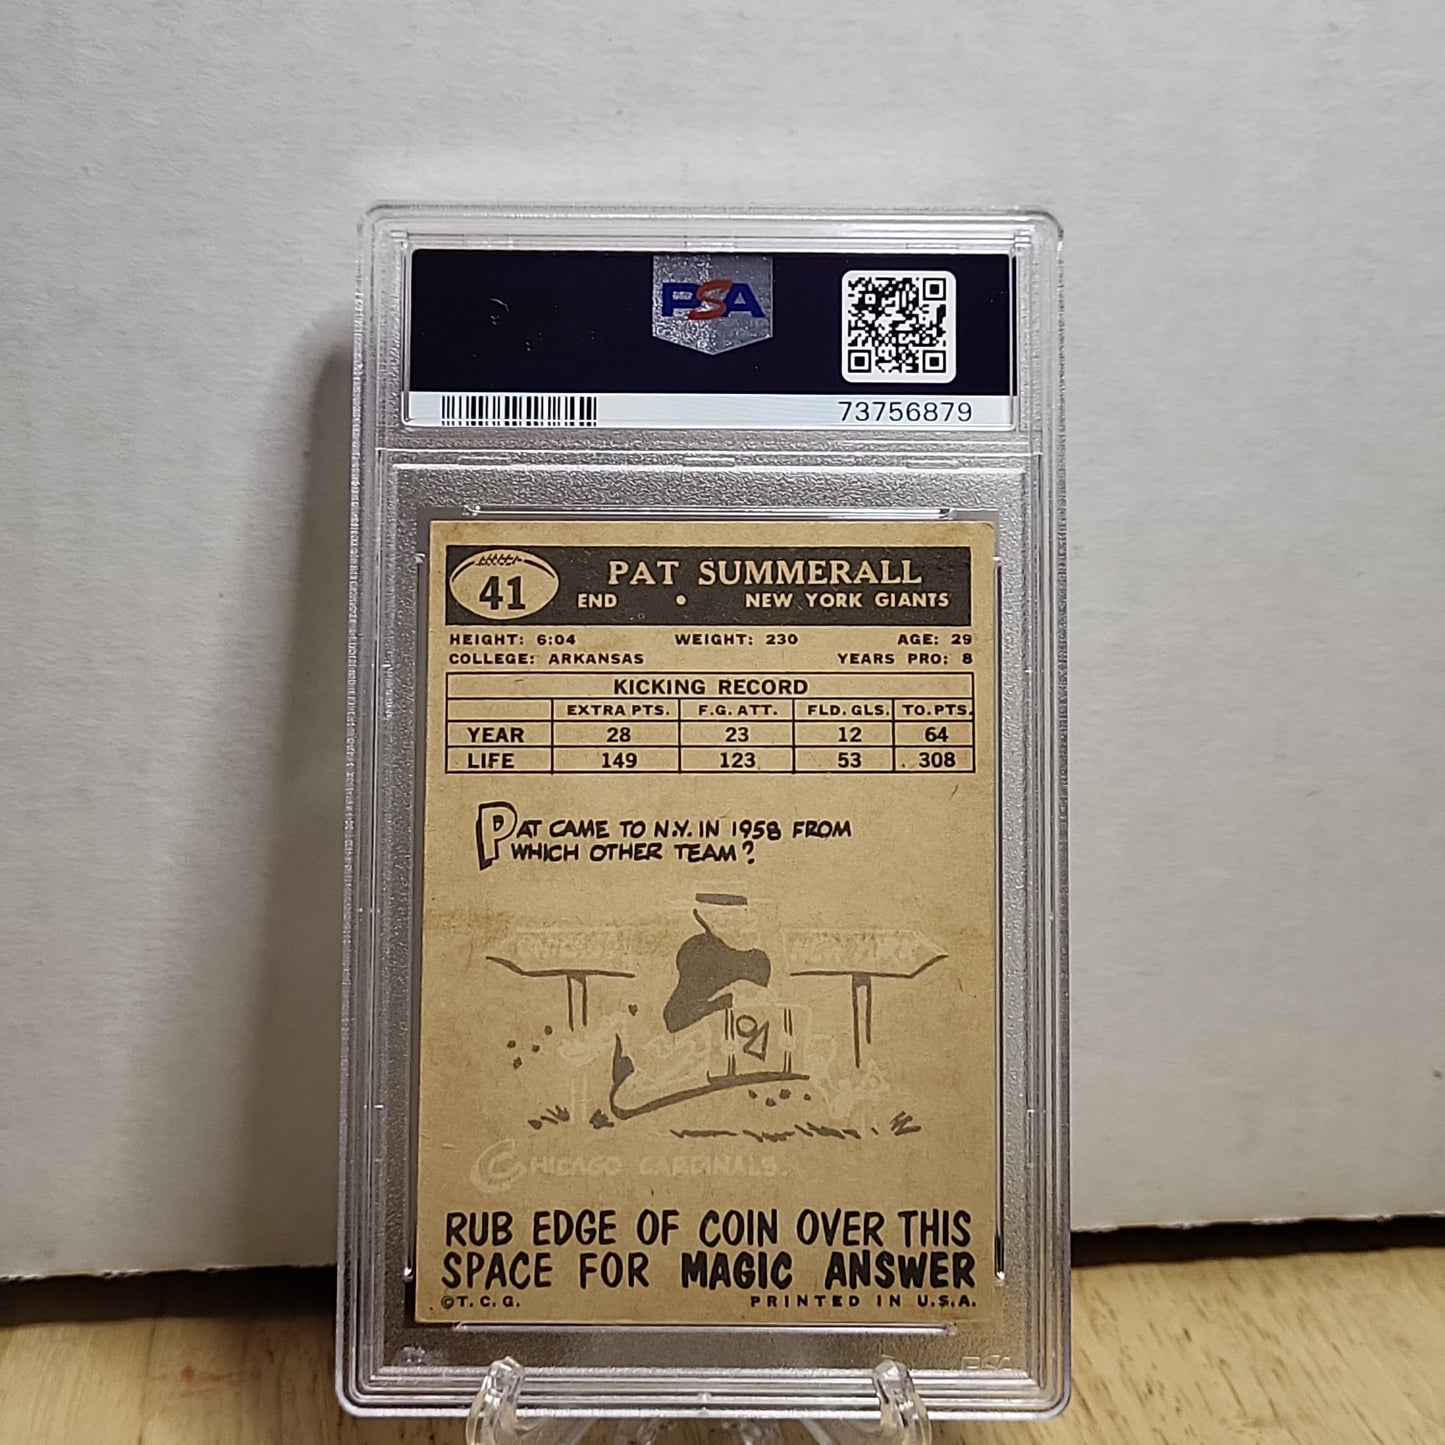 PSA
73756879
41
PAT SUMMERALL
END • NEW YORK GIANTS
HEIGHT: 6:04 WEIGHT: 230 AGE: 29
COLLEGE: ARKANSAS YEARS PRO: 8
KICKING RECORD
EXTRA PTS. F.G. ATT. FLD. GLS. TO. PTS.
YEAR 28 23 12 64
LIFE 149 123 53 308
PAT CAME TO N.Y. IN 1958 FROM
WHICH OTHER TEAM?
CHICAGO CARDINALS.
RUB EDGE OF COIN OVER THIS
SPACE FOR MAGIC ANSWER
©T.C.G. PRINTED IN U.S.A.
PSA